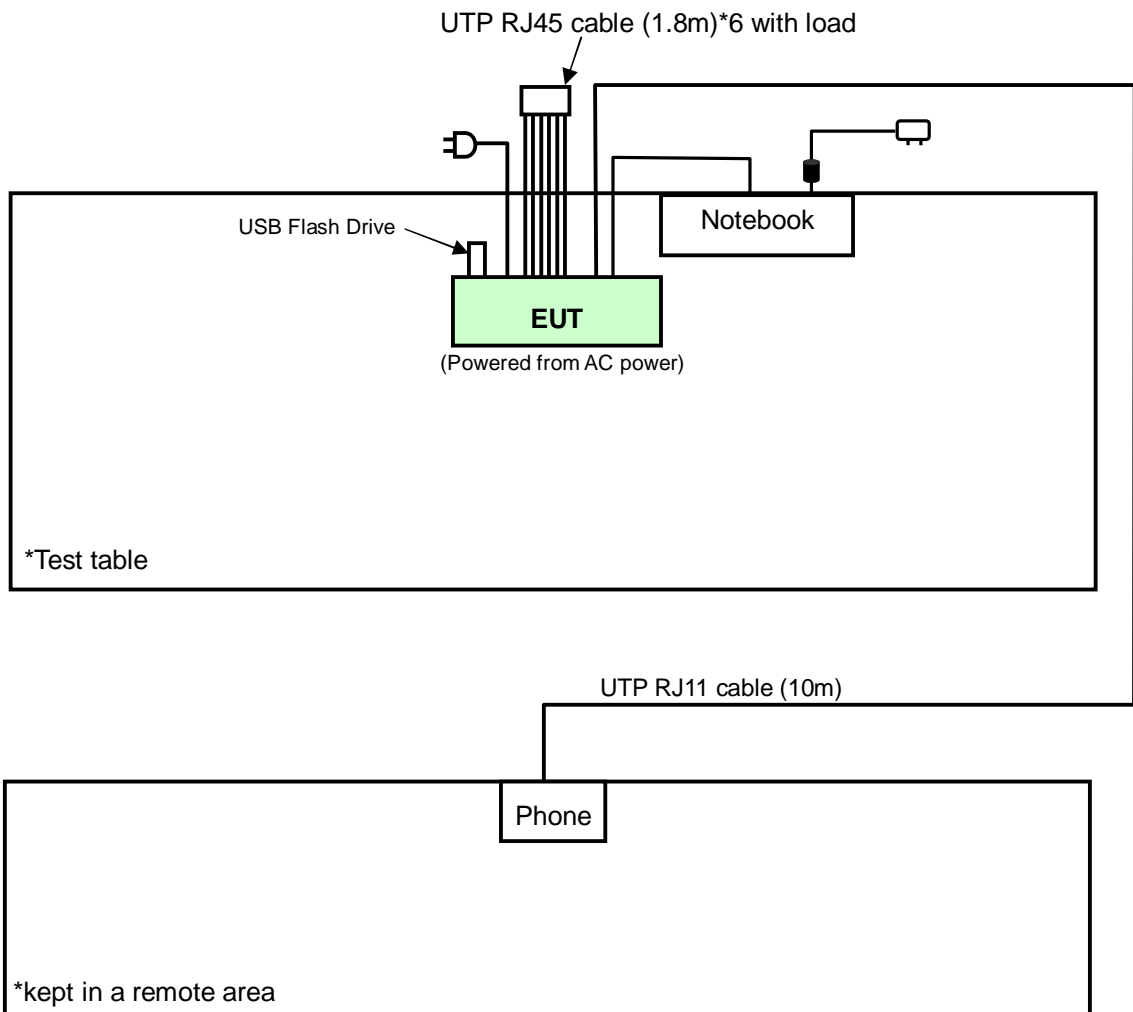 UTP RJ45 cable (1.8m)*6 with load
Notebook
USB Flash Drive
EUT
(Powered from AC power)
*Test table
UTP RJ11 cable (10m)
Phone
*kept in a remote area